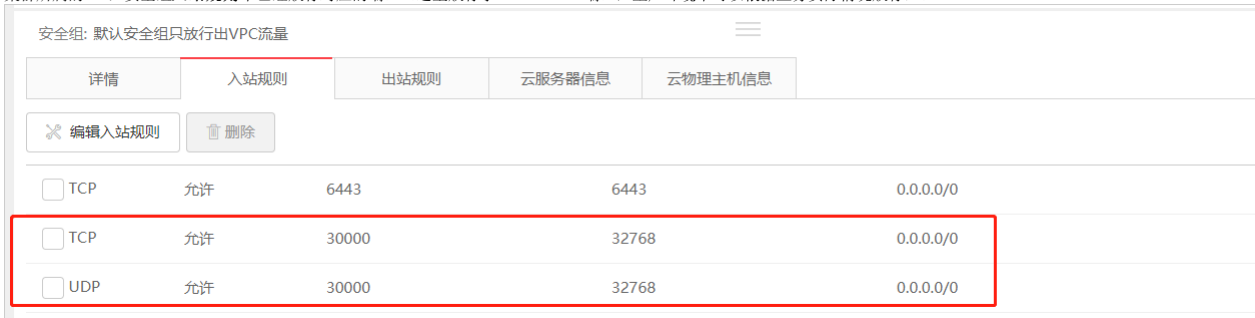 安全组: 默认安全组只放行出VPC流量
详情 入站规则 出站规则 云服务器信息 云物理主机信息
编辑入站规则 删除
TCP 允许 6443 6443 0.0.0.0/0
TCP 允许 30000 32768 0.0.0.0/0
UDP 允许 30000 32768 0.0.0.0/0